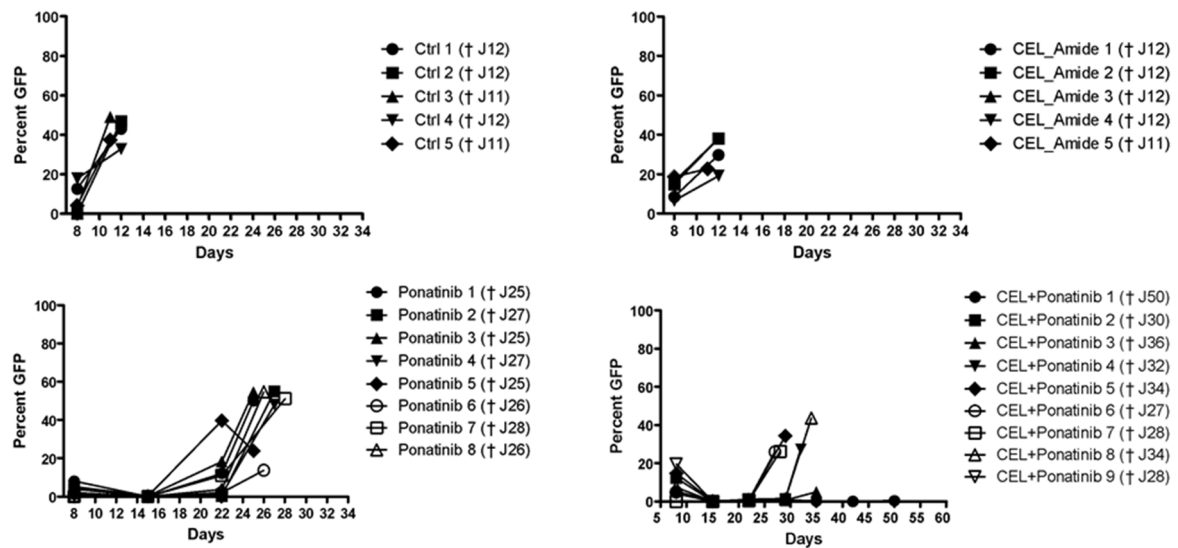 100
80
60
40
20
0
Percent GFP
8 10 12 14 16 18 20 22 24 26 28 30 32 34
Days
Ctrl 1 († J12)
Ctrl 2 († J12)
Ctrl 3 († J11)
Ctrl 4 († J12)
Ctrl 5 († J11)
100
80
60
40
20
0
Percent GFP
8 10 12 14 16 18 20 22 24 26 28 30 32 34
Days
CEL_Amide 1 († J12)
CEL_Amide 2 († J12)
CEL_Amide 3 († J12)
CEL_Amide 4 († J12)
CEL_Amide 5 († J11)
100
80
60
40
20
0
Percent GFP
8 10 12 14 16 18 20 22 24 26 28 30 32 34
Days
Ponatinib 1 († J25)
Ponatinib 2 († J27)
Ponatinib 3 († J25)
Ponatinib 4 († J27)
Ponatinib 5 († J25)
Ponatinib 6 († J26)
Ponatinib 7 († J28)
Ponatinib 8 († J26)
100
80
60
40
20
0
Percent GFP
5 10 15 20 25 30 35 40 45 50 55 60
Days
CEL+Ponatinib 1 († J50)
CEL+Ponatinib 2 († J30)
CEL+Ponatinib 3 († J36)
CEL+Ponatinib 4 († J32)
CEL+Ponatinib 5 († J34)
CEL+Ponatinib 6 († J27)
CEL+Ponatinib 7 († J28)
CEL+Ponatinib 8 († J34)
CEL+Ponatinib 9 († J28)